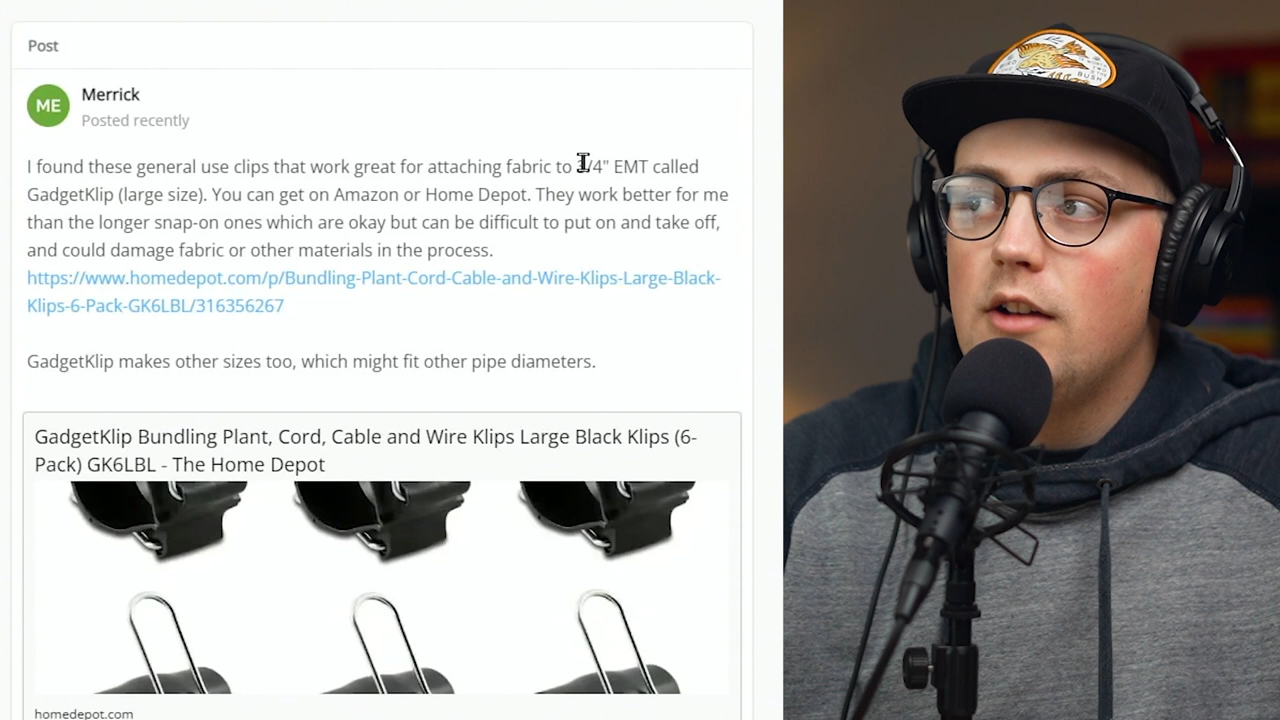 Post
ME
Merrick
Posted recently
I found these general use clips that work great for attaching fabric to 3/4" EMT called
GadgetKlip (large size). You can get on Amazon or Home Depot. They work better for me
than the longer snap-on ones which are okay but can be difficult to put on and take off,
and could damage fabric or other materials in the process.
https://www.homedepot.com/p/Bundling-Plant-Cord-Cable-and-Wire-Klips-Large-Black-
Klips-6-Pack-GK6LBL/316356267
GadgetKlip makes other sizes too, which might fit other pipe diameters.
GadgetKlip Bundling Plant, Cord, Cable and Wire Klips Large Black Klips (6-
Pack) GK6LBL - The Home Depot
homedepot.com
BUSH